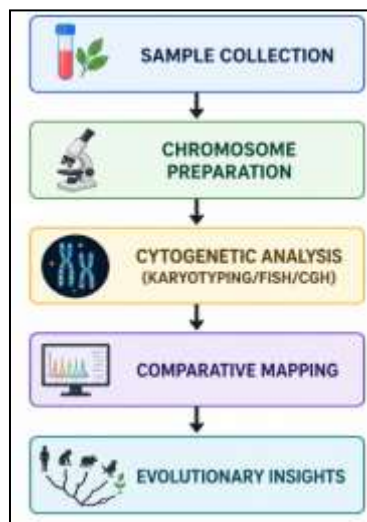 SAMPLE COLLECTION
CHROMOSOME
PREPARATION
CYTOGENETIC ANALYSIS
(KARYOTYPING/FISH/CGH)
COMPARATIVE MAPPING
EVOLUTIONARY INSIGHTS